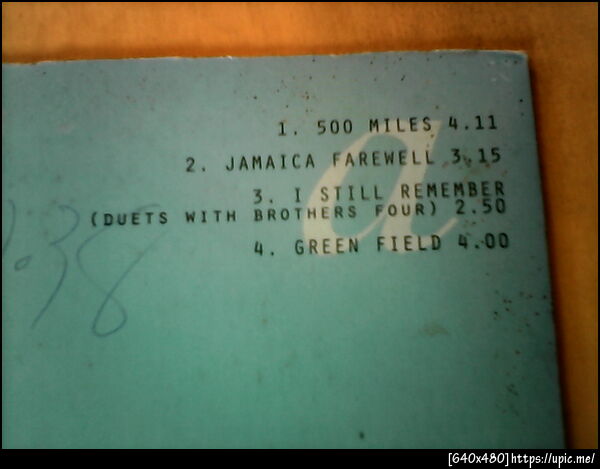 a
1. 500 MILES 4.11
2. JAMAICA FAREWELL 3.15
3. I STILL REMEMBER
(DUETS WITH BROTHERS FOUR) 2.50
4. GREEN FIELD 4.00
38
[640x480]https://upic.me/